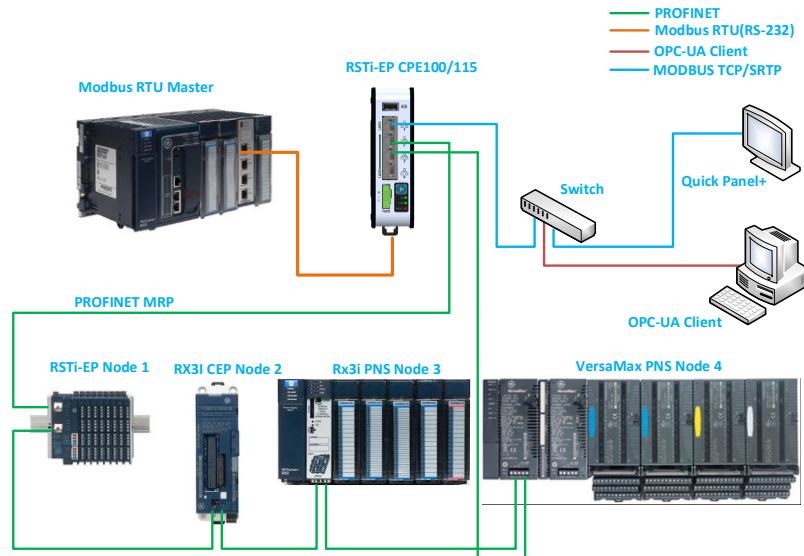 PROFINET
Modbus RTU(RS-232)
OPC-UA Client
MODBUS TCP/SRTP
RSTi-EP CPE100/115
Modbus RTU Master
Switch
Quick Panel+
OPC-UA Client
PROFINET MRP
RSTi-EP Node 1
RX3I CEP Node 2
Rx3i PNS Node 3
VersaMax PNS Node 4